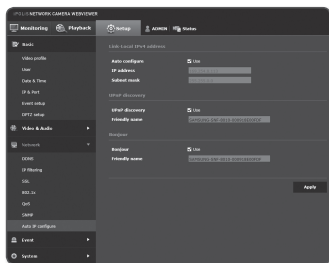 iPOLiS NETWORK CAMERA WEBVIEWER
Monitoring
Playback
Setup
ADMIN
Status
Basic
Video profile
User
Date & Time
IP & Port
Event setup
DPTZ setup
Video & Audio
Network
DDNS
IP filtering
SSL
802.1x
QoS
SNMP
Auto IP configure
Event
System
Link-Local IPv4 address
Auto configure
Use
IP address
Subnet mask
UPnP discovery
UPnP discovery
Use
Friendly name
Bonjour
Bonjour
Use
Friendly name
Apply